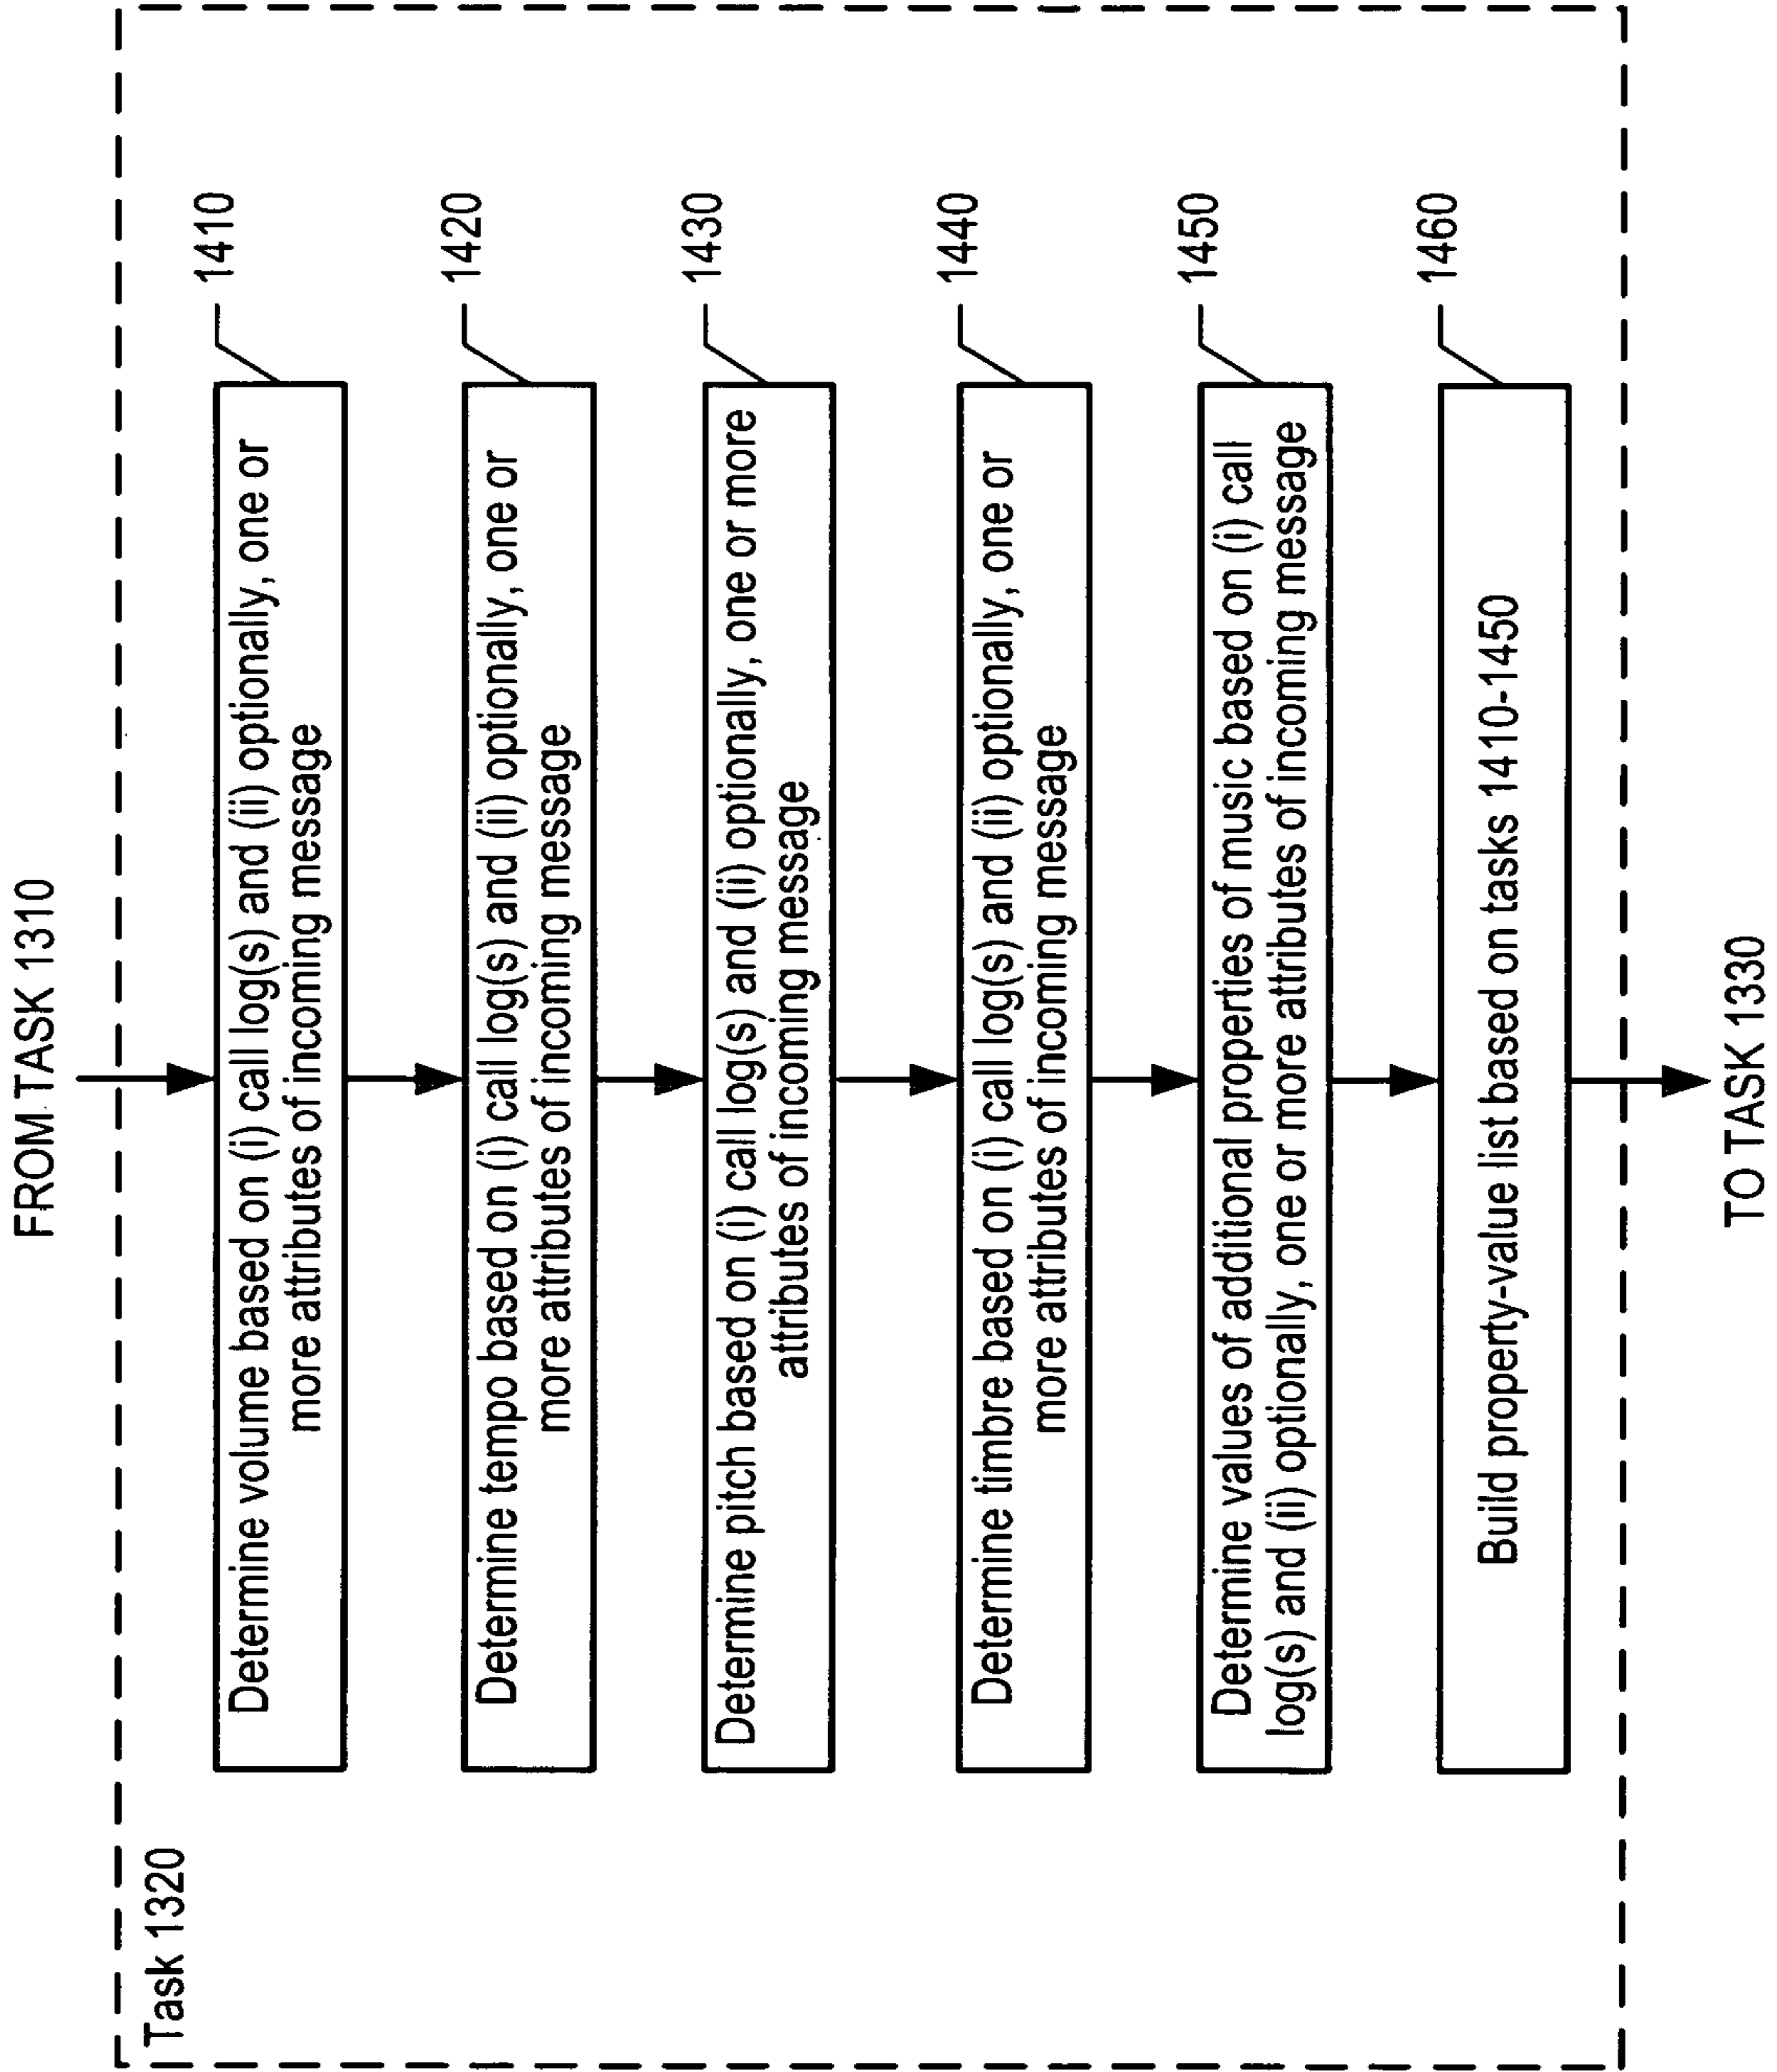 FROM TASK 1310
Task 1320
Determine volume based on (i) call log(s) and (ii) optionally, one or
more attributes of incoming message
1410
Determine tempo based on (i) call log(s) and (ii) optionally, one or
more attributes of incoming message
1420
Determine pitch based on (i) call log(s) and (ii) optionally, one or more
attributes of incoming message
1430
Determine timbre based on (i) call log(s) and (ii) optionally, one or
more attributes of incoming message
1440
Determine values of additional properties of music based on (i) call
log(s) and (ii) optionally, one or more attributes of incoming message
1450
Build property-value list based on tasks 1410-1450
1460
TO TASK 1330